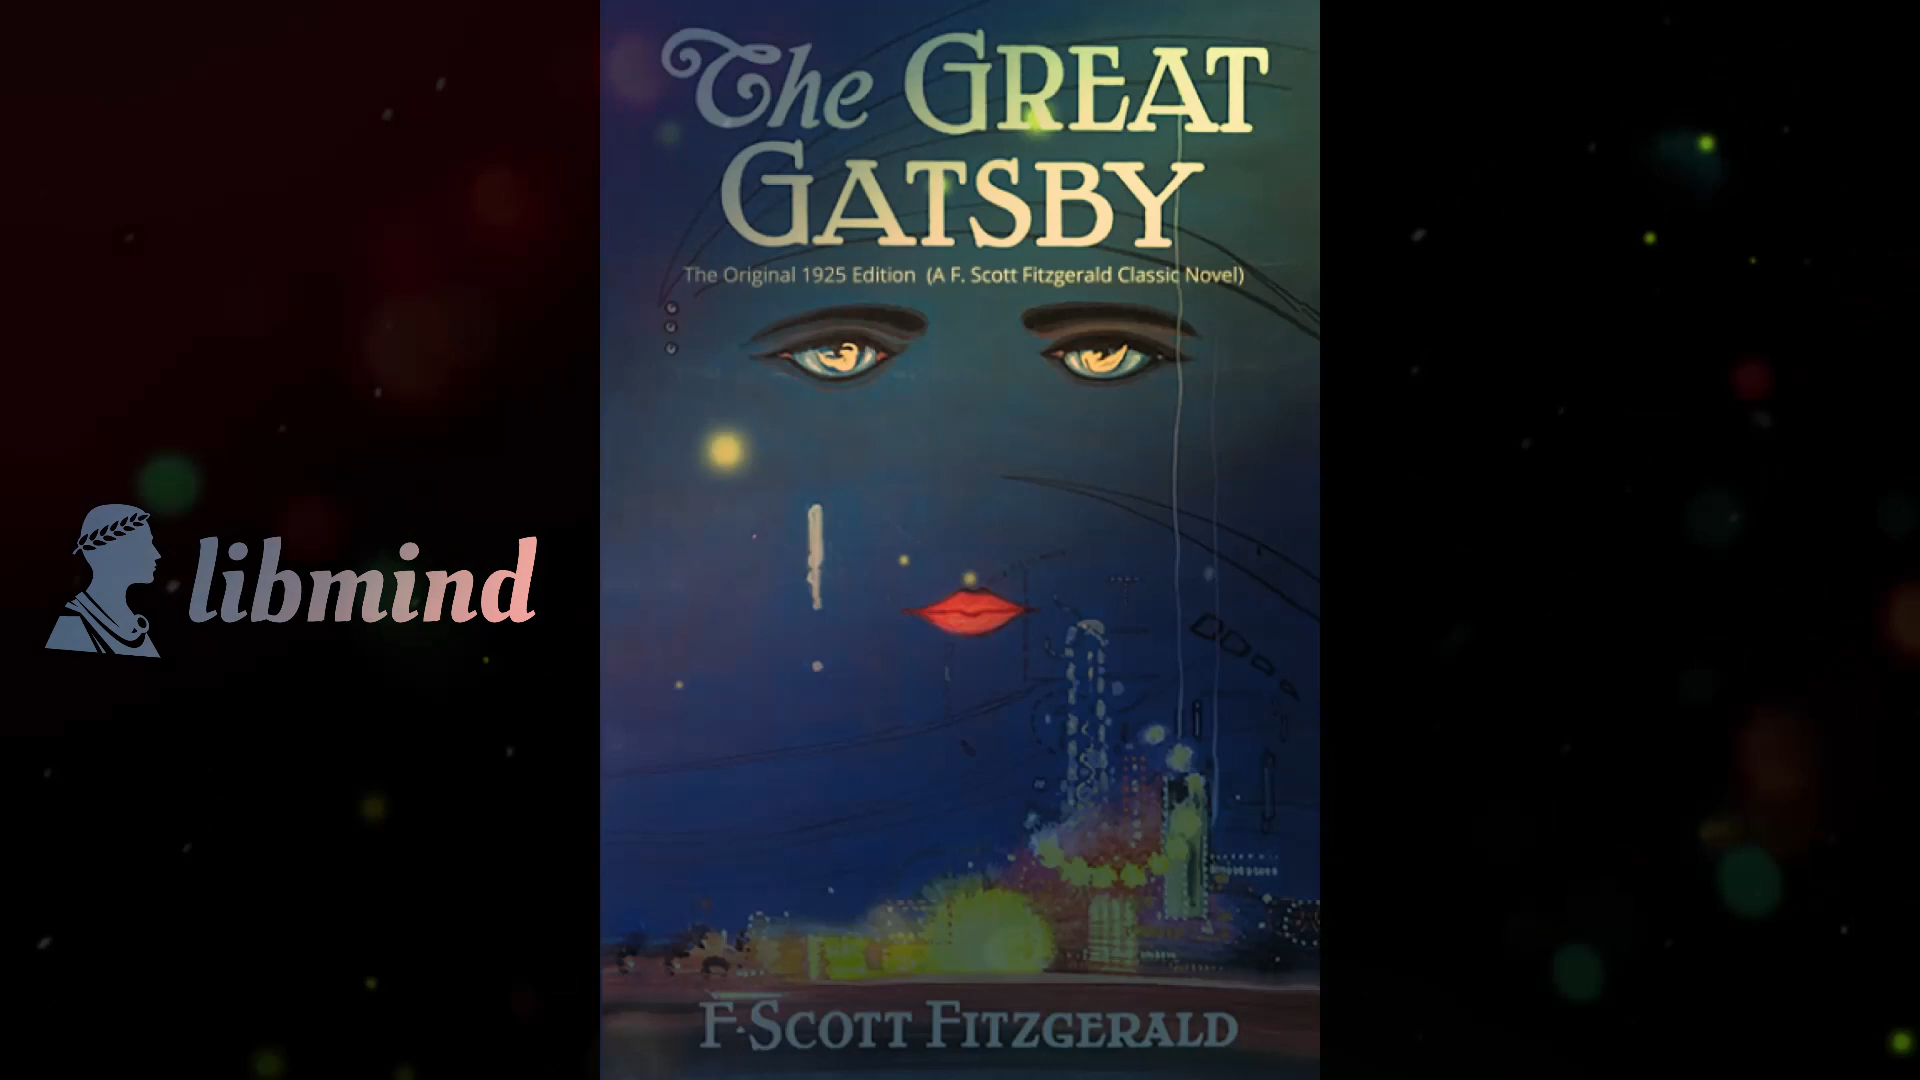 The GREAT
GATSBY
The Original 1925 Edition (A F. Scott Fitzgerald Classic Novel)
libmind
F·SCOTT FITZGERALD